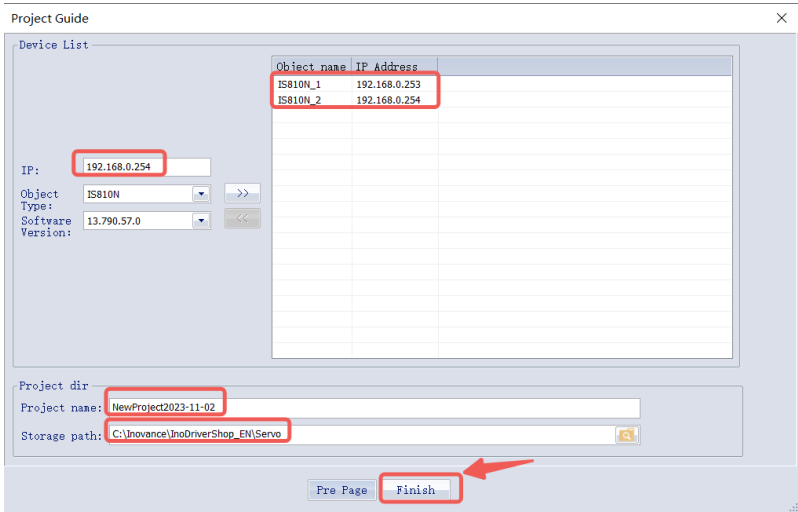 Project Guide
Device List
Object name IP Address
IS810N_1 192.168.0.253
IS810N_2 192.168.0.254
IP: 192.168.0.254
Object Type: IS810N
>>
Software Version: 13.790.57.0
<<
Project dir
Project name: NewProject2023-11-02
Storage path: C:\Inovance\InoDriverShop_EN\Servo
Pre Page Finish